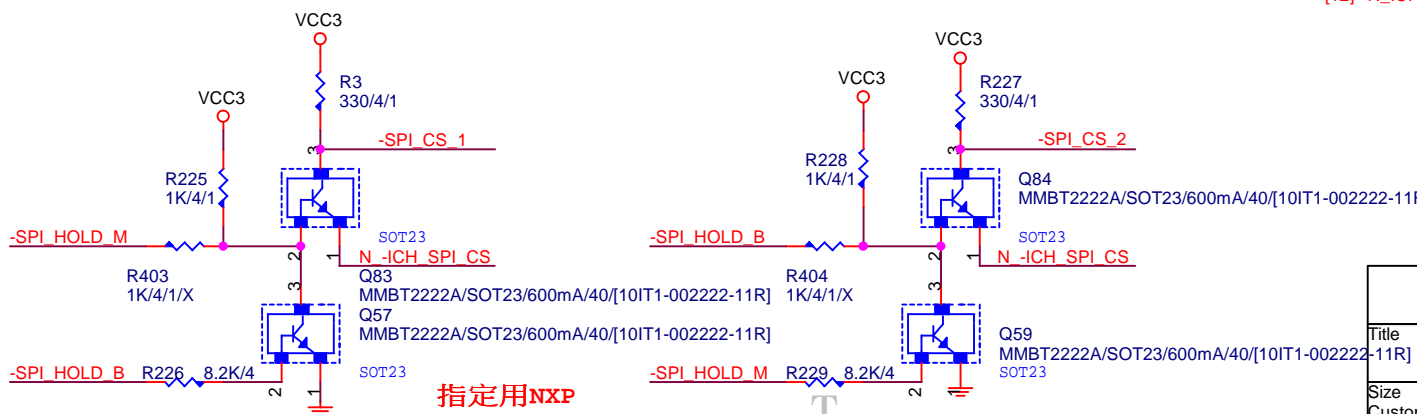 VCC3
R3
330/4/1
VCC3
-SPI_CS_1
3
R225
1K/4/1
SOT23
-SPI_HOLD_M
2
1
N_-ICH_SPI_CS
R403
1K/4/1/X
Q83
MMBT2222A/SOT23/600mA/40/[10IT1-002222-11R]
3
Q57
MMBT2222A/SOT23/600mA/40/[10IT1-002222-11R]
-SPI_HOLD_B
R226
8.2K/4
SOT23
2
1
指定用NXP
VCC3
R227
330/4/1
VCC3
-SPI_CS_2
3
R228
1K/4/1
Q84
MMBT2222A/SOT23/600mA/40/[10IT1-002222-11R
SOT23
-SPI_HOLD_B
2
1
N_-ICH_SPI_CS
R404
1K/4/1/X
3
Q59
MMBT2222A/SOT23/600mA/40/[10IT1-002222-11R]
-SPI_HOLD_M
R229
8.2K/4
SOT23
2
1
T
Title
Size